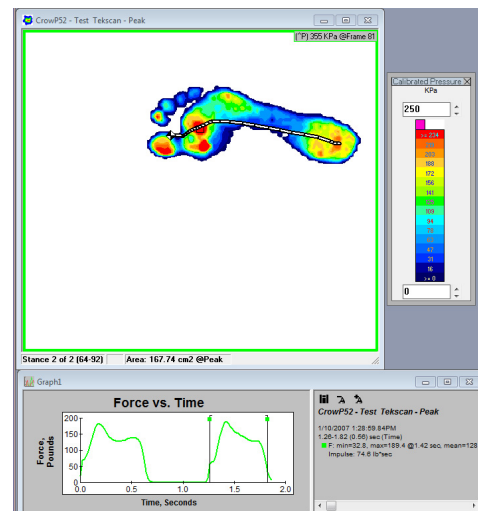 CrowP52 - Test Tekscan - Peak
(^P) 355 KPa @Frame 81
Calibrated Pressure
KPa
250
>= 234
203
188
172
156
141
109
94
47
31
16
>= 0
0
Stance 2 of 2 (64-92)
Area: 167.74 cm2 @Peak
Graph1
Force vs. Time
Force, Pounds
200
150
100
50
0
0.0
0.5
1.0
1.5
2.0
Time, Seconds
CrowP52 - Test Tekscan - Peak
1/10/2007 1:28:59.84PM
1.26-1.82 (0.56) sec (Time)
F: min=32.8, max=189.4 @1.42 sec, mean=128
Impulse: 74.6 lb*sec